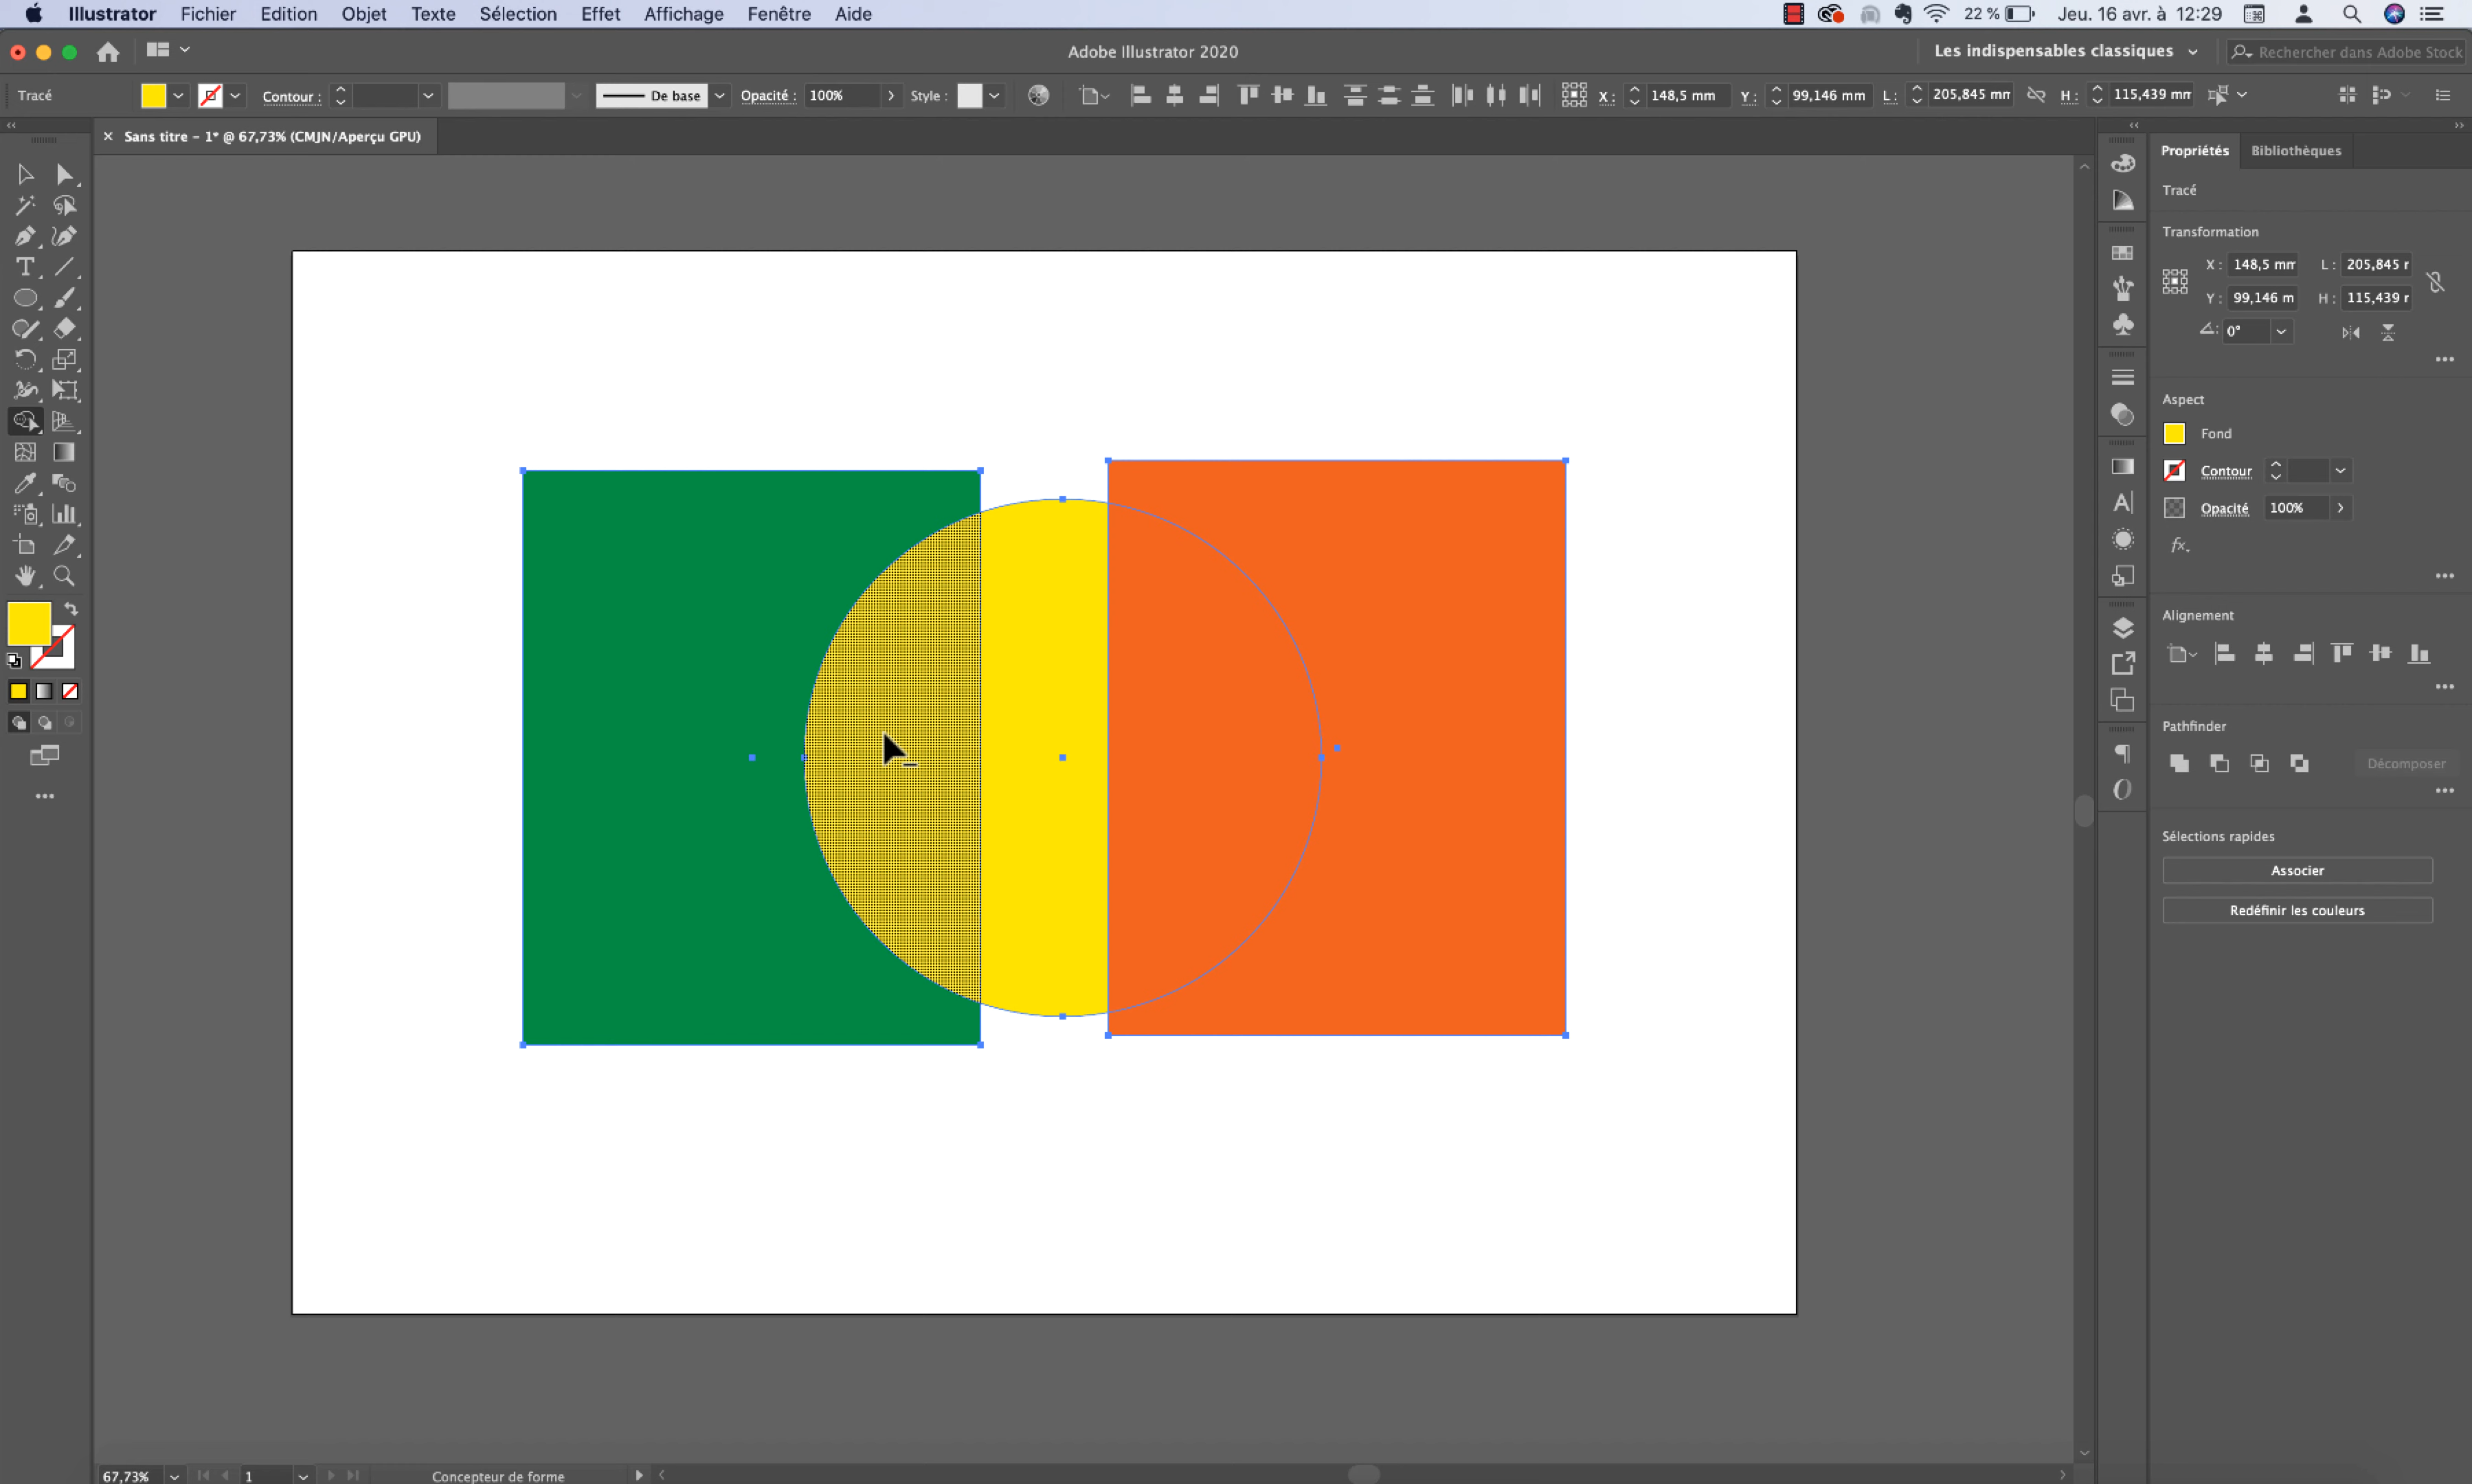 Illustrator Fichier Edition Objet Texte Sélection Effet Affichage Fenêtre Aide 22 % Jeu. 16 avr. à 12:29
Adobe Illustrator 2020 Les indispensables classiques Rechercher dans Adobe Stock
Tracé Contour : De base Opacité : 100% Style : X : 148,5 mm Y : 99,146 mm L : 205,845 mm H : 115,439 mm
× Sans titre - 1* @ 67,73% (CMJN/Aperçu GPU)
Propriétés Bibliothèques
Tracé
Transformation
X : 148,5 mm L : 205,845 r
Y : 99,146 m H : 115,439 r
0°
Aspect
Fond
Contour
Opacité 100%
fx
Alignement
Pathfinder
Décomposer
Sélections rapides
Associer
Redéfinir les couleurs
67,73% 1 Concepteur de forme